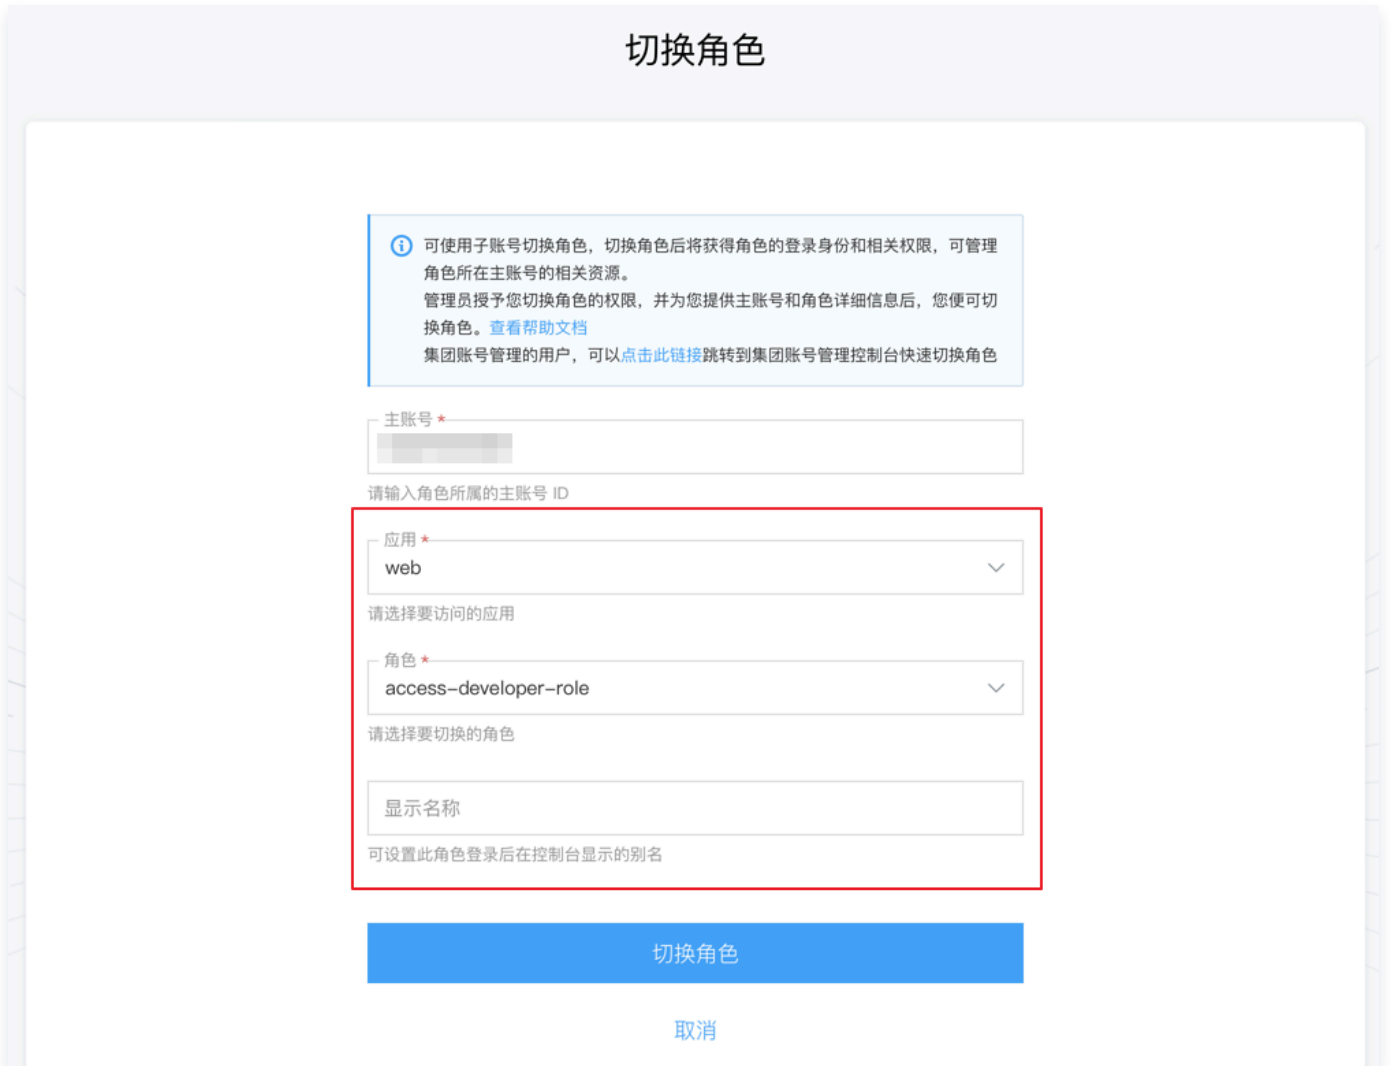 切换角色
可使用子账号切换角色，切换角色后将获得角色的登录身份和相关权限，可管理
角色所在主账号的相关资源。
管理员授予您切换角色的权限，并为您提供主账号和角色详细信息后，您便可切
换角色。查看帮助文档
集团账号管理的用户，可以点击此链接跳转到集团账号管理控制台快速切换角色
主账号 *
请输入角色所属的主账号 ID
应用 *
web
请选择要访问的应用
角色 *
access-developer-role
请选择要切换的角色
显示名称
可设置此角色登录后在控制台显示的别名
切换角色
取消